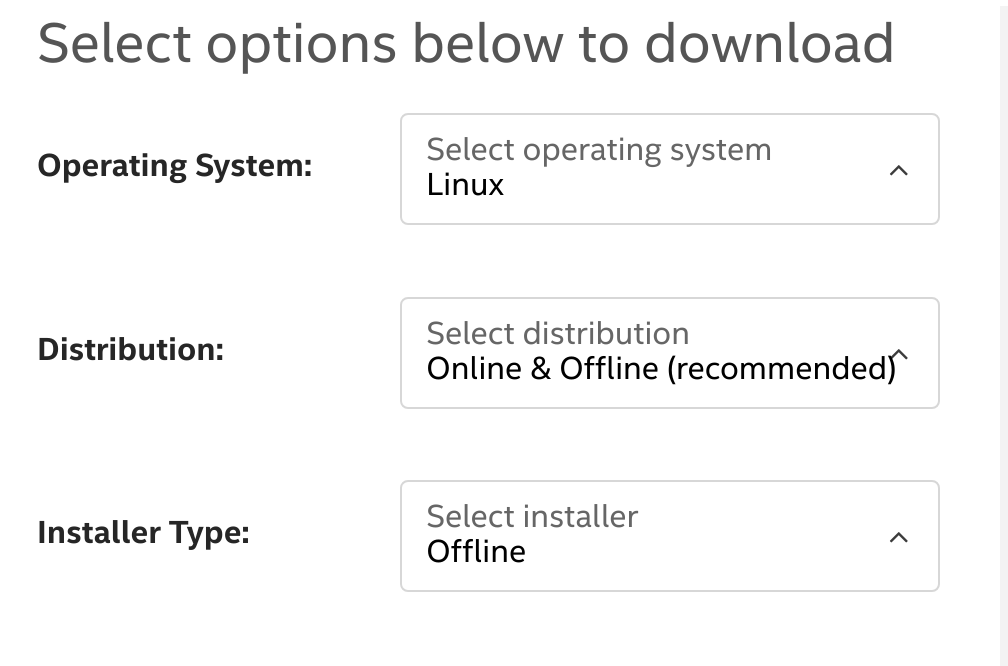 Select options below to download
Operating System:
Select operating system
Linux
Distribution:
Select distribution
Online & Offline (recommended)
Installer Type:
Select installer
Offline